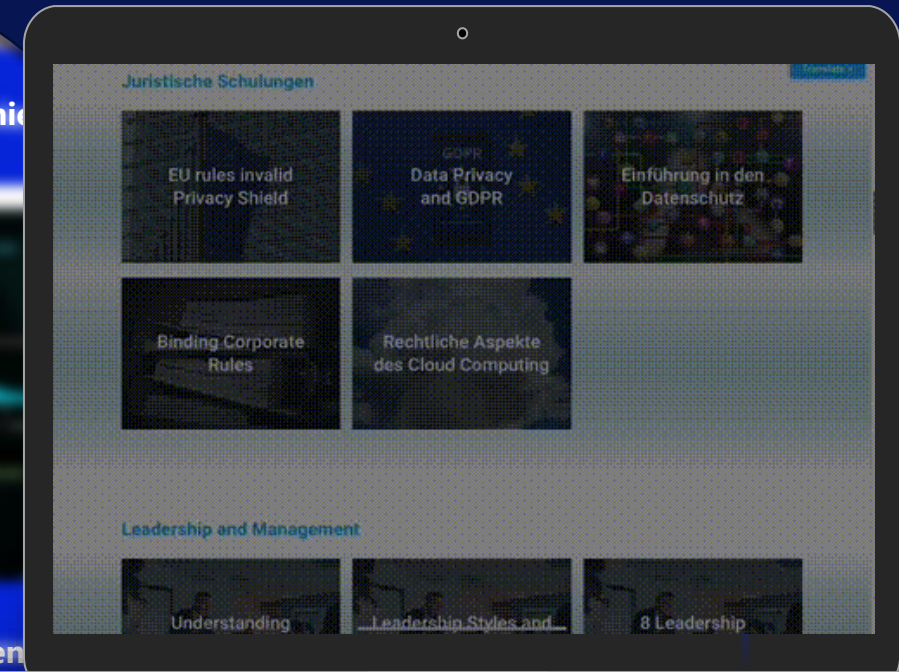 Juristische Schulungen
Translate
EU rules invalid
Privacy Shield
GDPR
Data Privacy
and GDPR
Einführung in den
Datenschutz
Binding Corporate
Rules
Rechtliche Aspekte
des Cloud Computing
Leadership and Management
Understanding
Leadership Styles and
8 Leadership